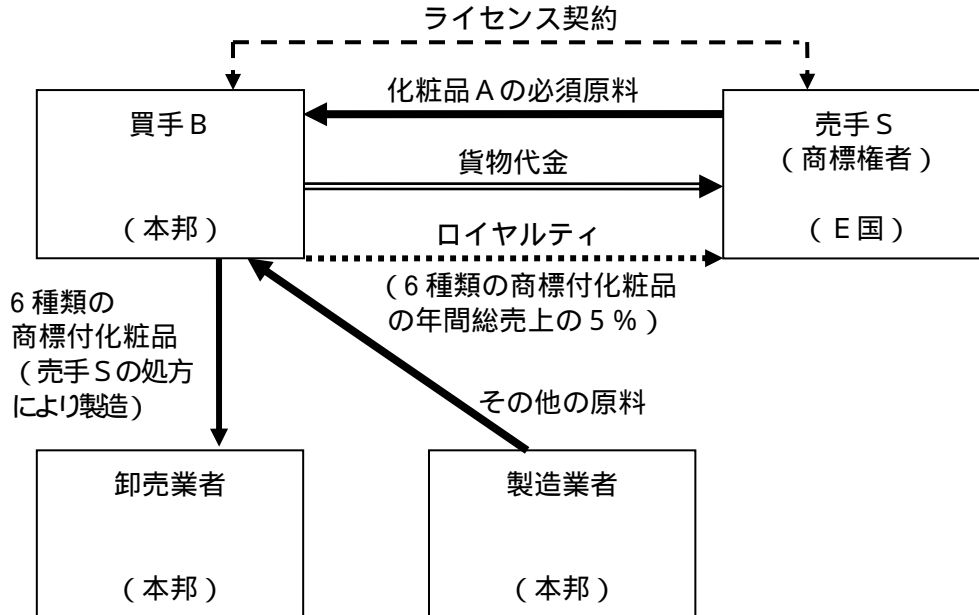 ライセンス契約
化粧品Aの必須原料
買手B
(本邦)
売手S
(商標権者)
(E国)
貨物代金
ロイヤルティ
(6種類の商標付化粧品
の年間総売上の5%)
6種類の
商標付化粧品
(売手Sの処方
により製造)
その他の原料
卸売業者
(本邦)
製造業者
(本邦)